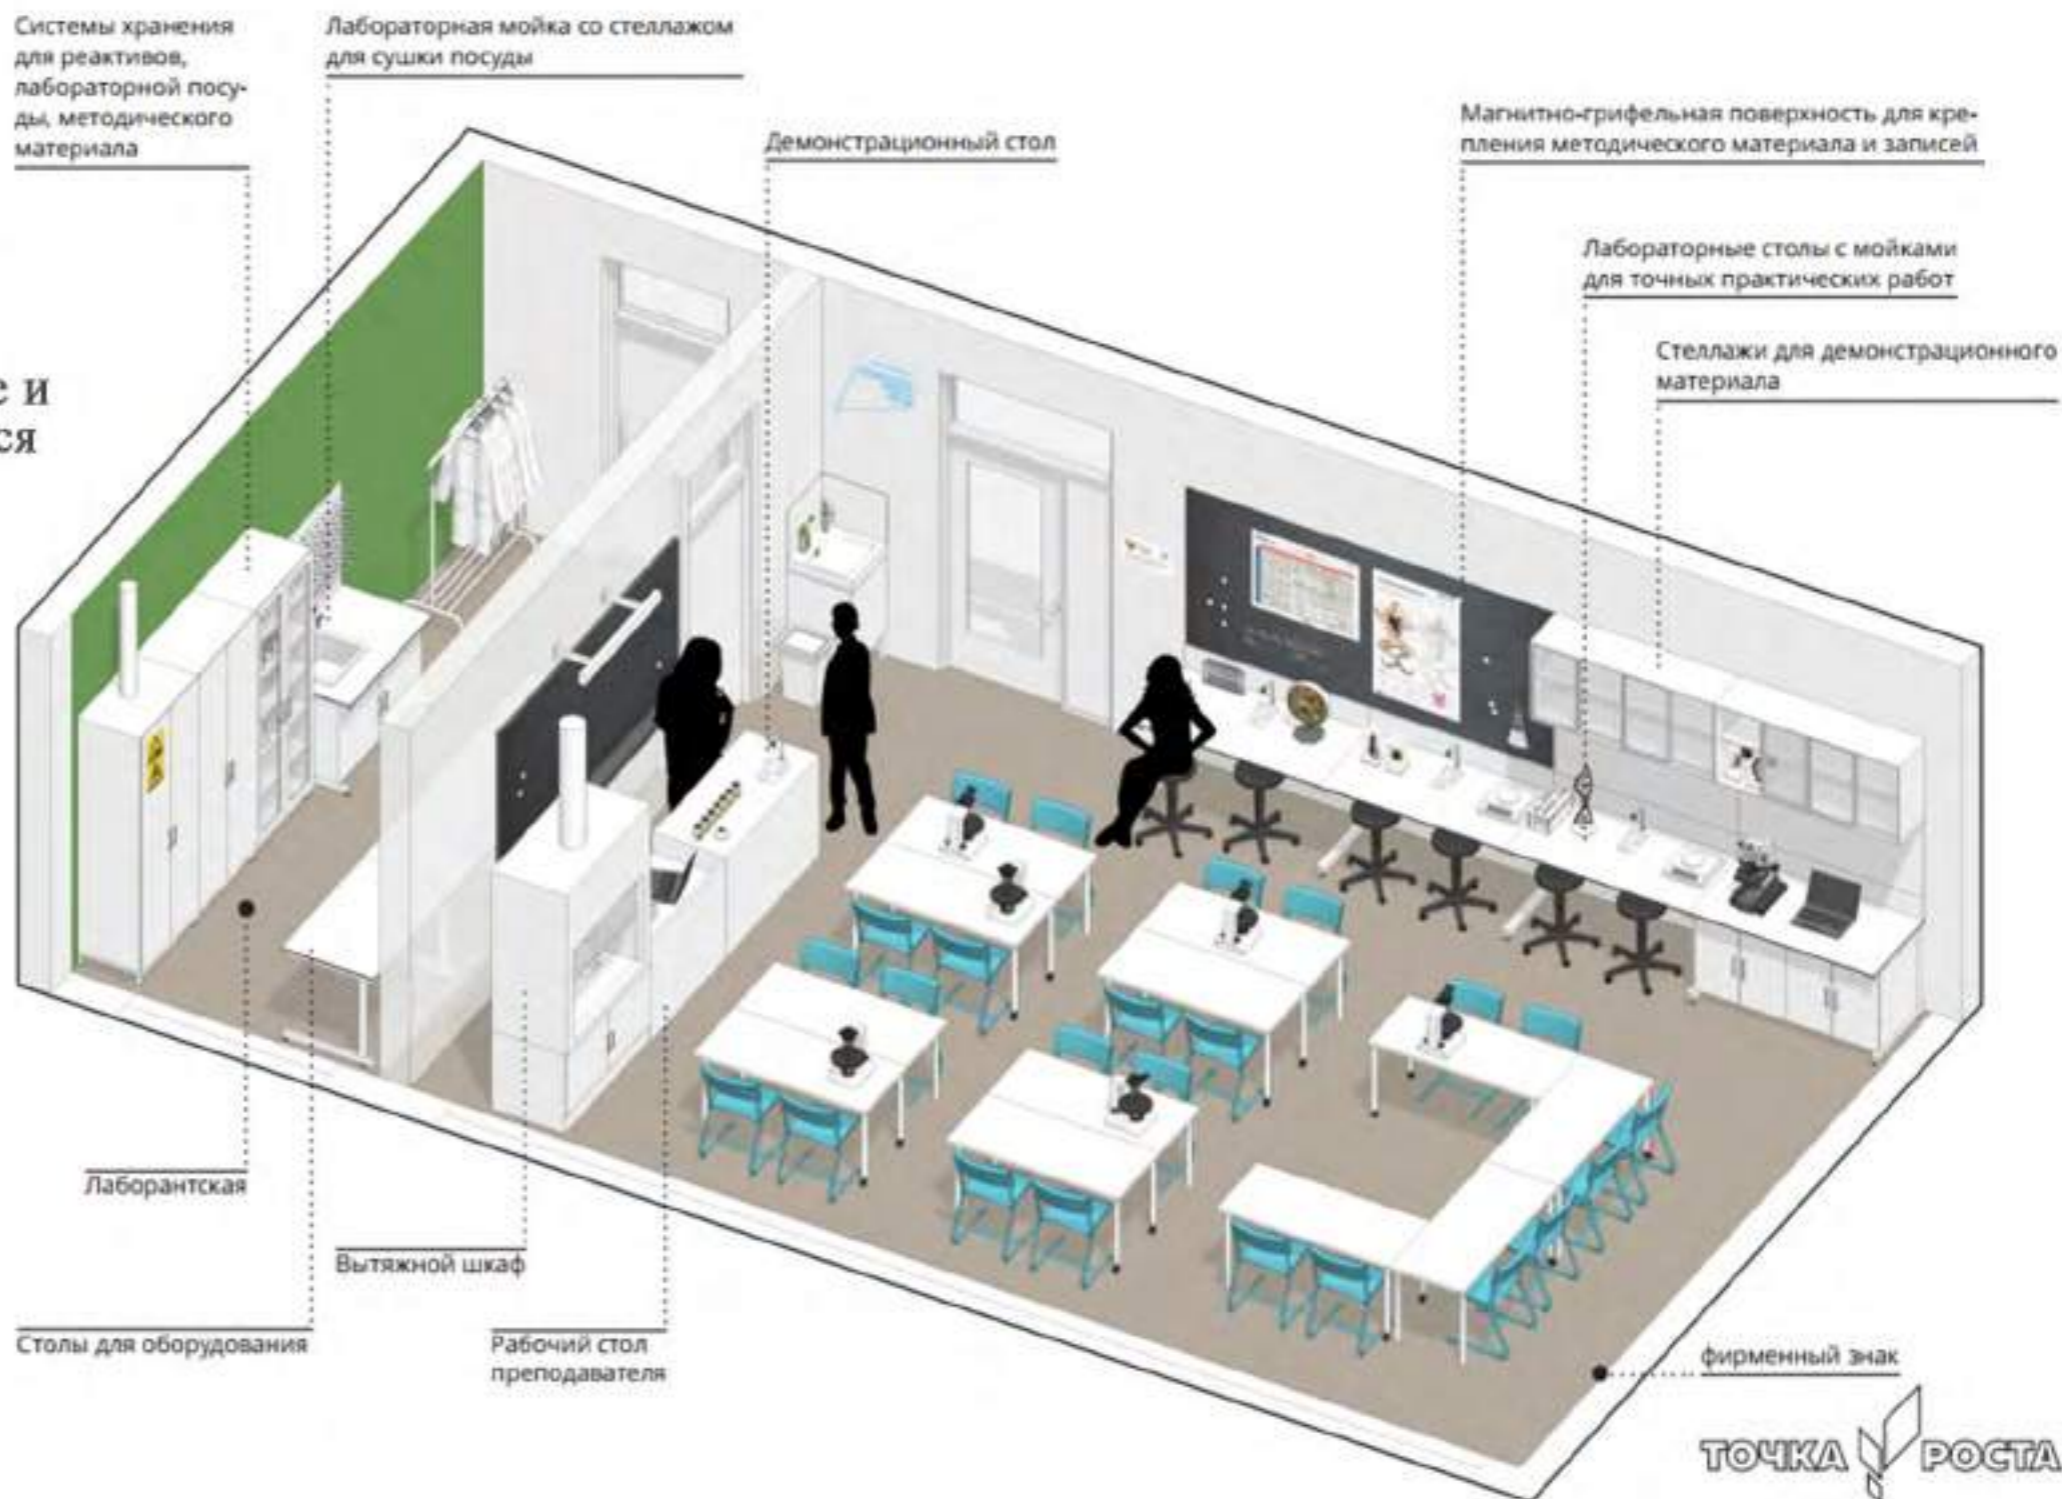 Системы хранения
для реактивов,
лабораторной посу-
ды, методического
материала
Лабораторная мойка со стеллажом
для сушки посуды
Демонстрационный стол
Магнитно-грифельная поверхность для кре-
пления методического материала и записей
Лабораторные столы с мойками
для точных практических работ
Стеллажи для демонстрационного
материала
е и
ся
Лаборантская
Вытяжной шкаф
Столы для оборудования
Рабочий стол
преподавателя
фирменный знак
ТОЧКА РОСТА